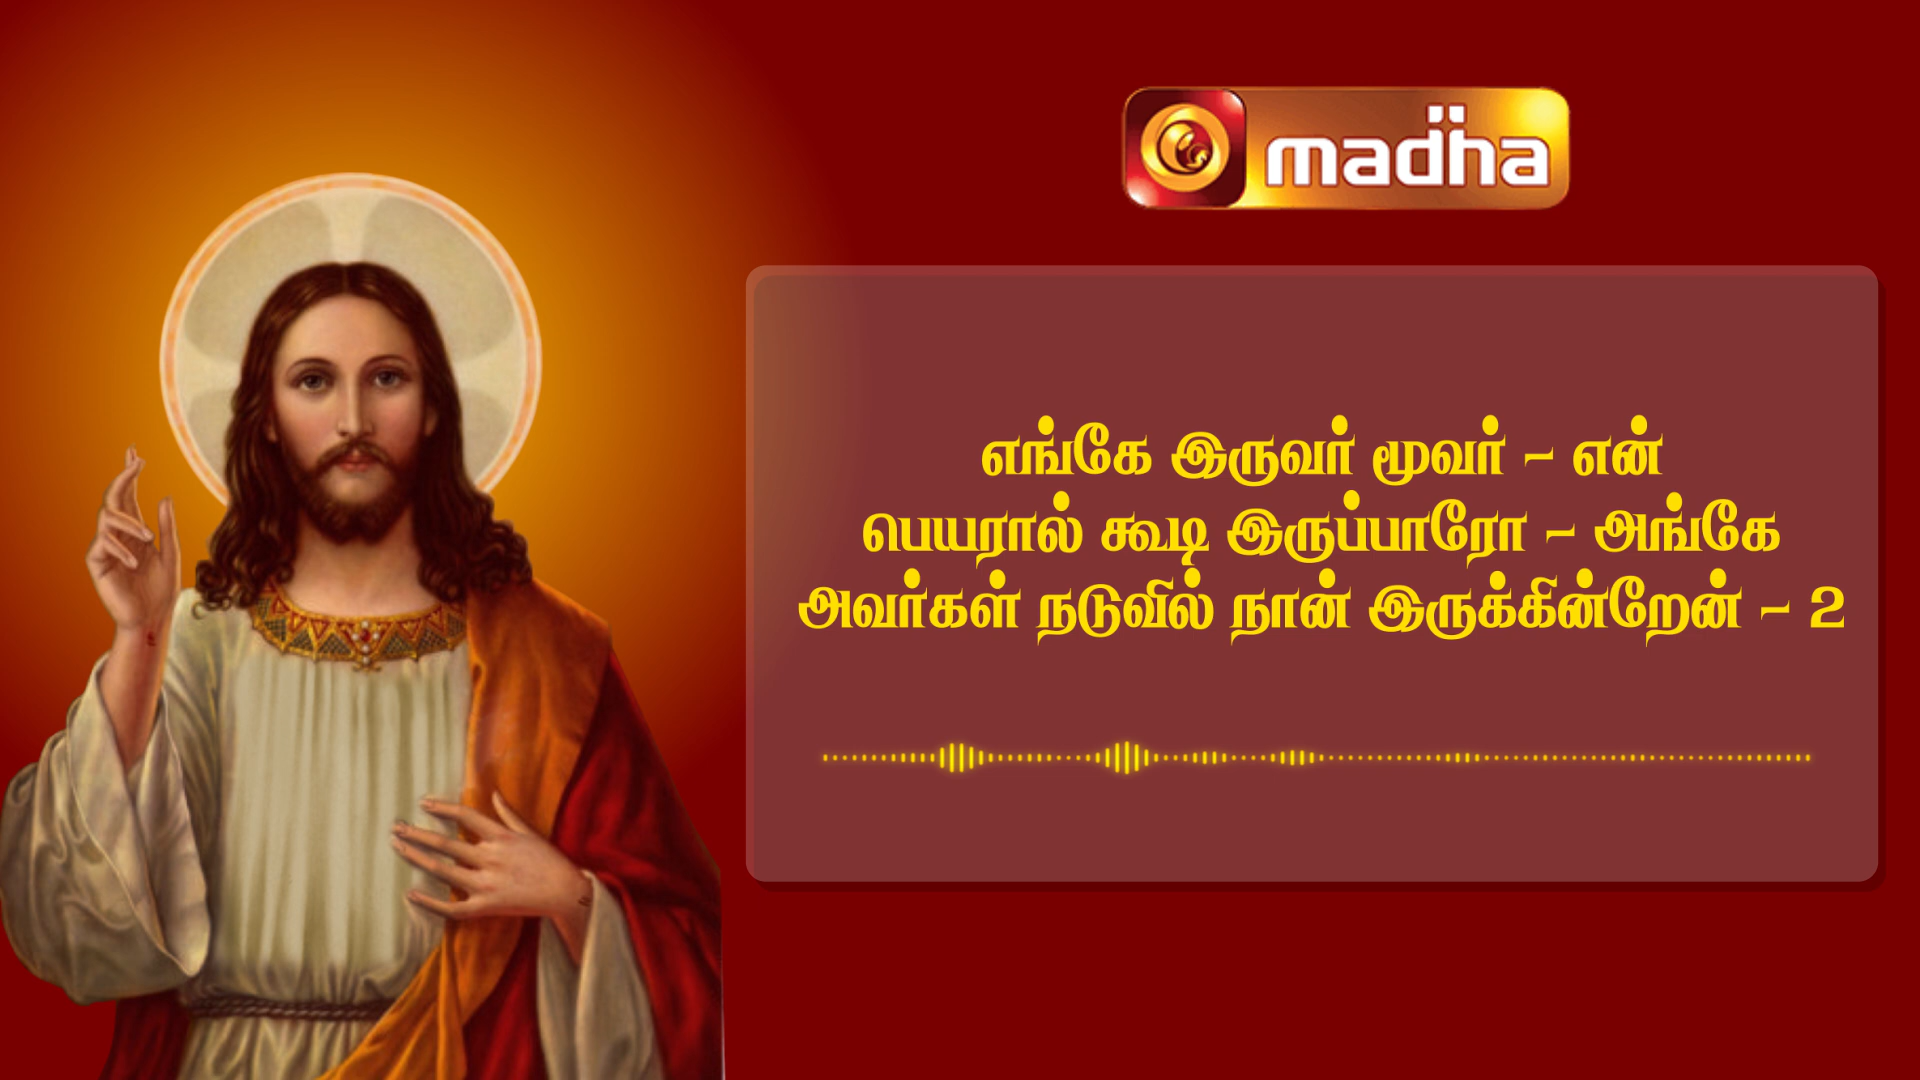 madha
எங்கே இருவர் மூவர் - என்
பெயரால் கூடி இருப்பாரோ - அங்கே
அவர்கள் நடுவில் நான் இருக்கின்றேன் - 2